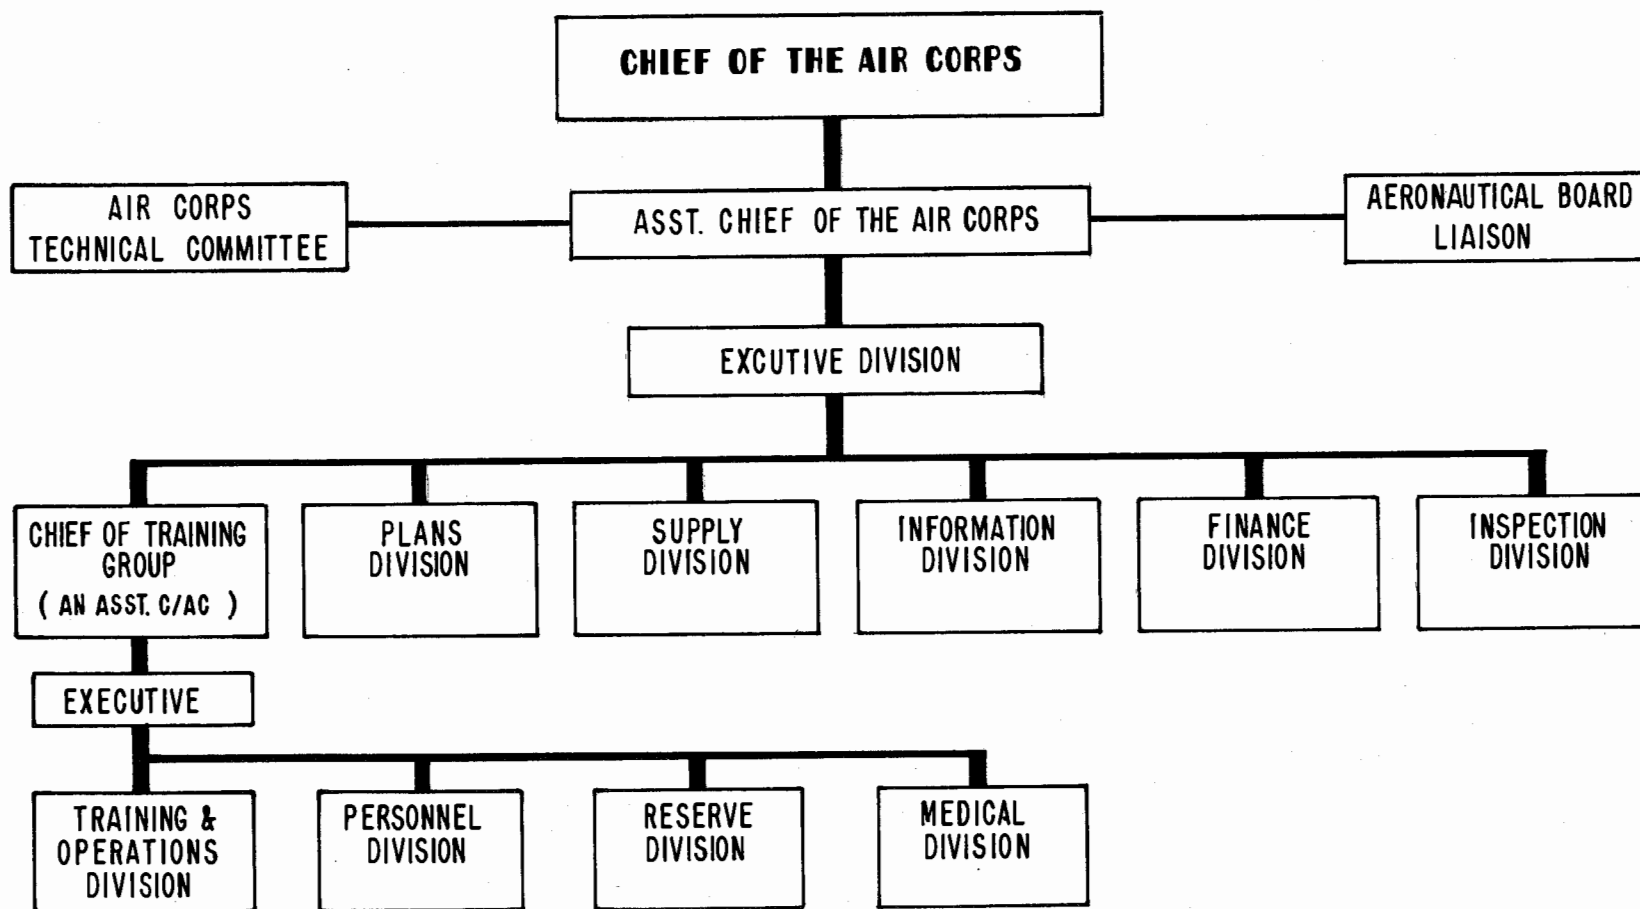 CHIEF OF THE AIR CORPS
AIR CORPS
TECHNICAL COMMITTEE
ASST. CHIEF OF THE AIR CORPS
AERONAUTICAL BOARD
LIAISON
EXCUTIVE DIVISION
CHIEF OF TRAINING
GROUP
( AN ASST. C/AC )
PLANS
DIVISION
SUPPLY
DIVISION
INFORMATION
DIVISION
FINANCE
DIVISION
INSPECTION
DIVISION
EXECUTIVE
TRAINING &
OPERATIONS
DIVISION
PERSONNEL
DIVISION
RESERVE
DIVISION
MEDICAL
DIVISION